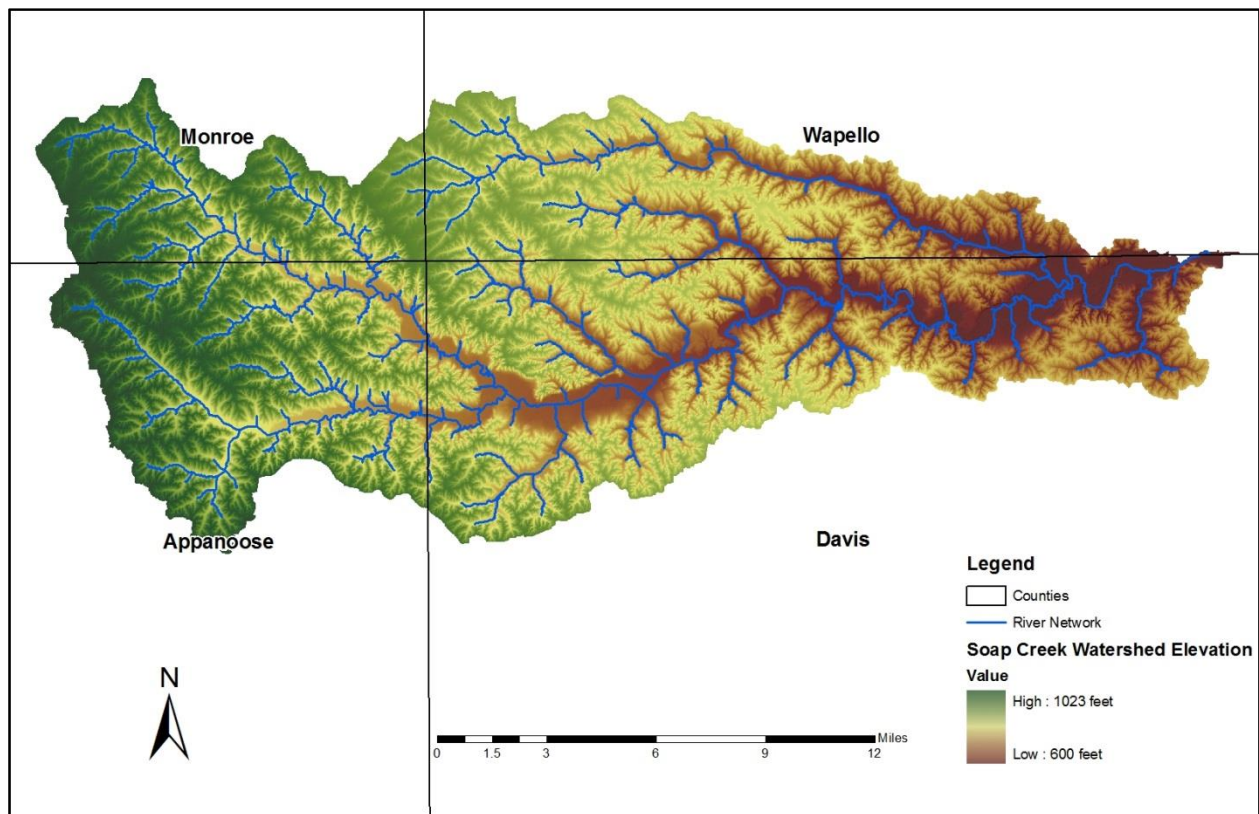 Monroe
Wapello
Appanoose
Davis
Legend
Counties
River Network
Soap Creek Watershed Elevation
Value
High : 1023 feet
Low : 600 feet
N
Miles
0 1.5 3 6 9 12